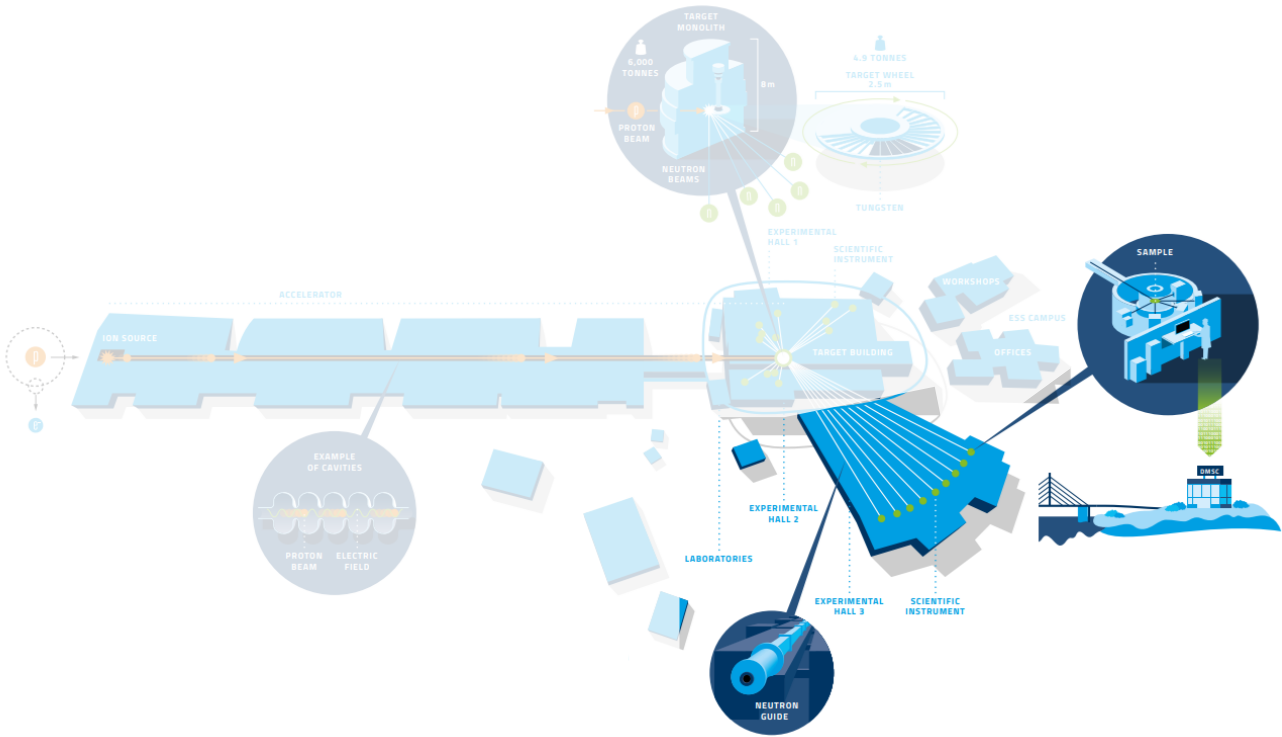 TARGET
MONOLITH
6,000
TONNES
8m
PROTON
BEAM
NEUTRON
BEAMS
4.9 TONNES
TARGET WHEEL
2.5m
TUNGSTEN
EXPERIMENTAL
HALL 1
SCIENTIFIC
INSTRUMENT
WORKSHOPS
ESS CAMPUS
OFFICES
SAMPLE
ACCELERATOR
ION SOURCE
TARGET BUILDING
EXAMPLE
OF CAVITIES
PROTON
BEAM
ELECTRIC
FIELD
DMSC
EXPERIMENTAL
HALL 2
LABORATORIES
EXPERIMENTAL
HALL 3
SCIENTIFIC
INSTRUMENT
NEUTRON
GUIDE